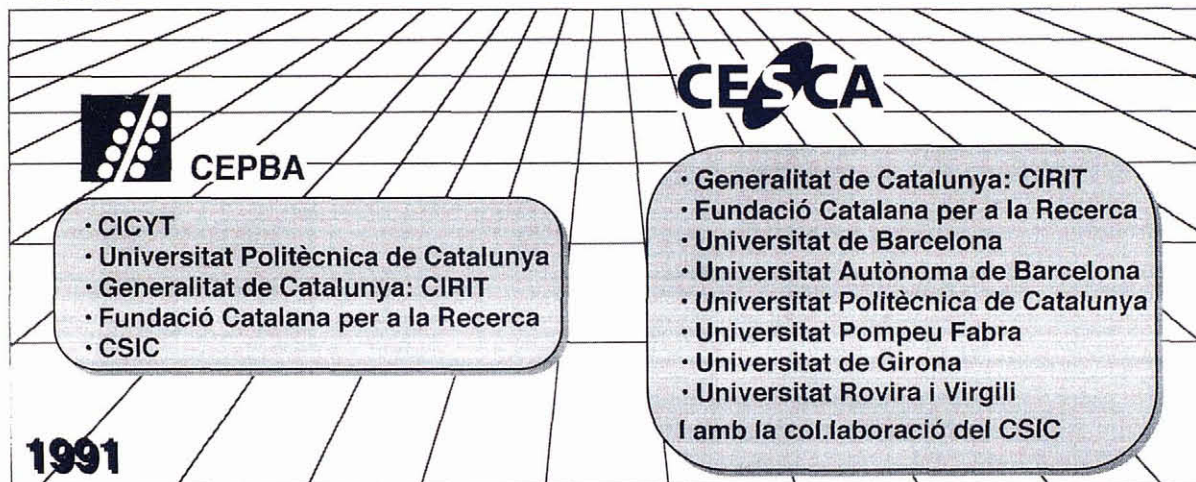 CEPBA
· CICYT
· Universitat Politècnica de Catalunya
· Generalitat de Catalunya: CIRIT
· Fundació Catalana per a la Recerca
· CSIC
1991
CESCA
· Generalitat de Catalunya: CIRIT
· Fundació Catalana per a la Recerca
· Universitat de Barcelona
· Universitat Autònoma de Barcelona
· Universitat Politècnica de Catalunya
· Universitat Pompeu Fabra
· Universitat de Girona
· Universitat Rovira i Virgili
I amb la col.laboració del CSIC